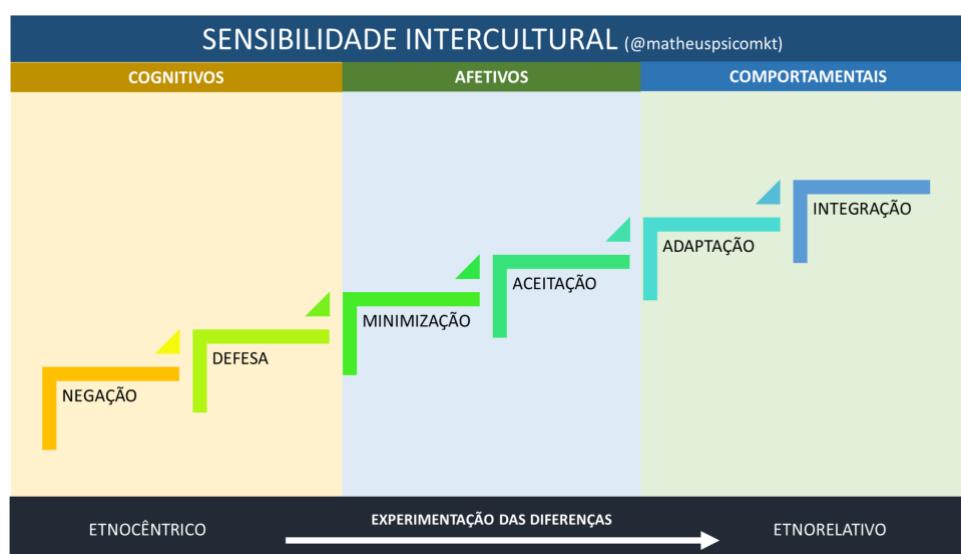 SENSIBILIDADE INTERCULTURAL (@matheuspsicomkt)
COGNITIVOS
AFETIVOS
COMPORTAMENTAIS
NEGAÇÃO
DEFESA
MINIMIZAÇÃO
ACEITAÇÃO
ADAPTAÇÃO
INTEGRAÇÃO
ETNOCÊNTRICO
EXPERIMENTAÇÃO DAS DIFERENÇAS
ETNORELATIVO